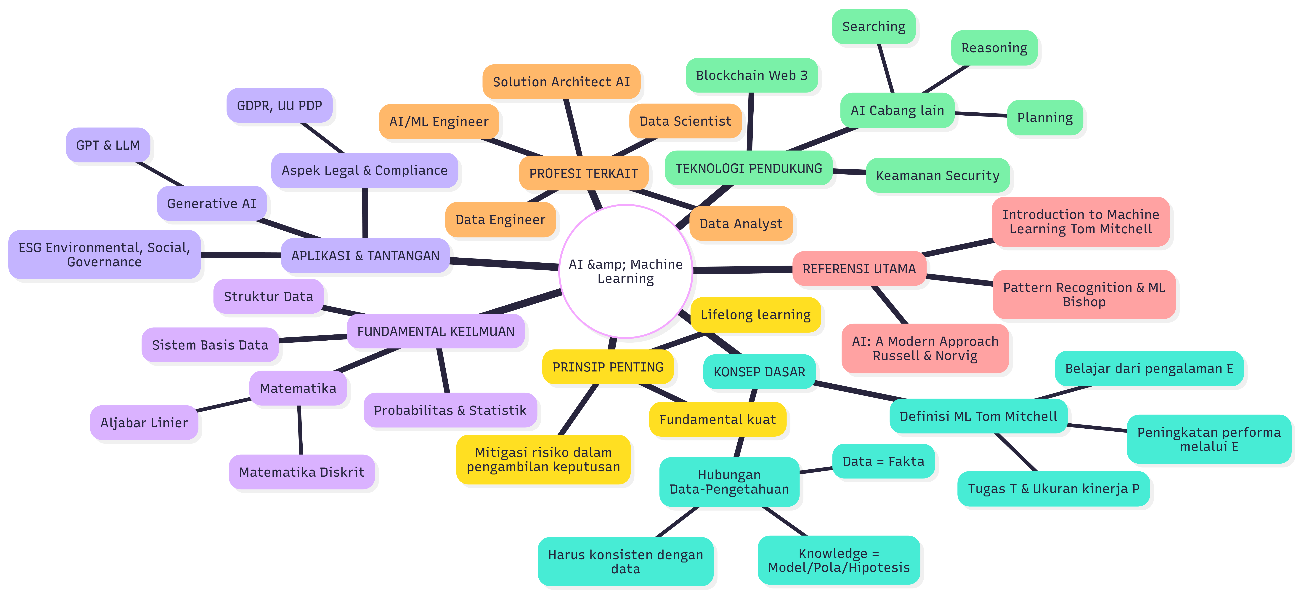 Searching
Reasoning
Blockchain Web 3
Solution Architect AI
GDPR, UU PDP
AI Cabang lain
Planning
AI/ML Engineer
Data Scientist
GPT & LLM
Aspek Legal & Compliance
PROFESI TERKAIT
TEKNOLOGI PENDUKUNG
Keamanan Security
Generative AI
Data Engineer
Data Analyst
Introduction to Machine
Learning Tom Mitchell
ESG Environmental, Social,
Governance
APLIKASI & TANTANGAN
AI &amp; Machine
Learning
REFERENSI UTAMA
Struktur Data
Pattern Recognition & ML
Bishop
Lifelong learning
FUNDAMENTAL KEILMUAN
Sistem Basis Data
AI: A Modern Approach
Russell & Norvig
PRINSIP PENTING
KONSEP DASAR
Belajar dari pengalaman E
Matematika
Probabilitas & Statistik
Aljabar Linier
Fundamental kuat
Definisi ML Tom Mitchell
Peningkatan performa
melalui E
Mitigasi risiko dalam
pengambilan keputusan
Matematika Diskrit
Data = Fakta
Hubungan
Data-Pengetahuan
Tugas T & Ukuran kinerja P
Harus konsisten dengan
data
Knowledge =
Model/Pola/Hipotesis